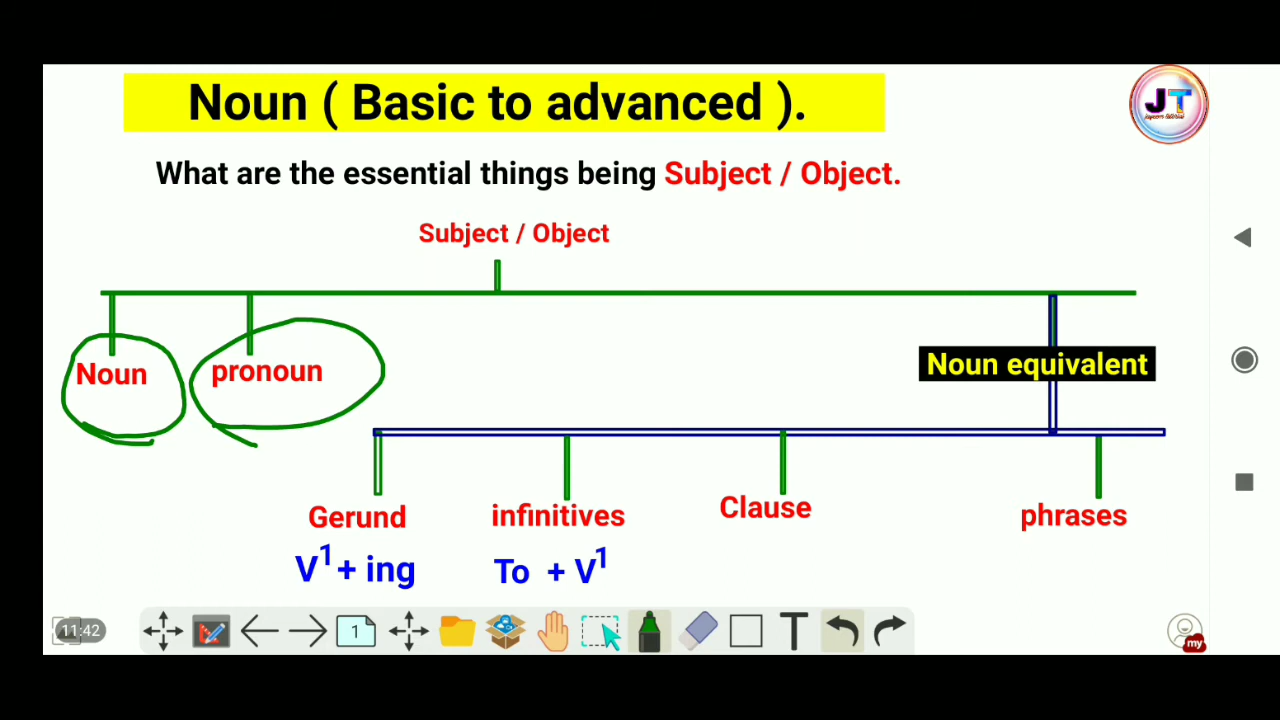 Noun ( Basic to advanced ).
JT
What are the essential things being Subject / Object.
Subject / Object
Noun
pronoun
Noun equivalent
Gerund
infinitives
Clause
phrases
V1+ ing
To + V1
11:42
1
T
my